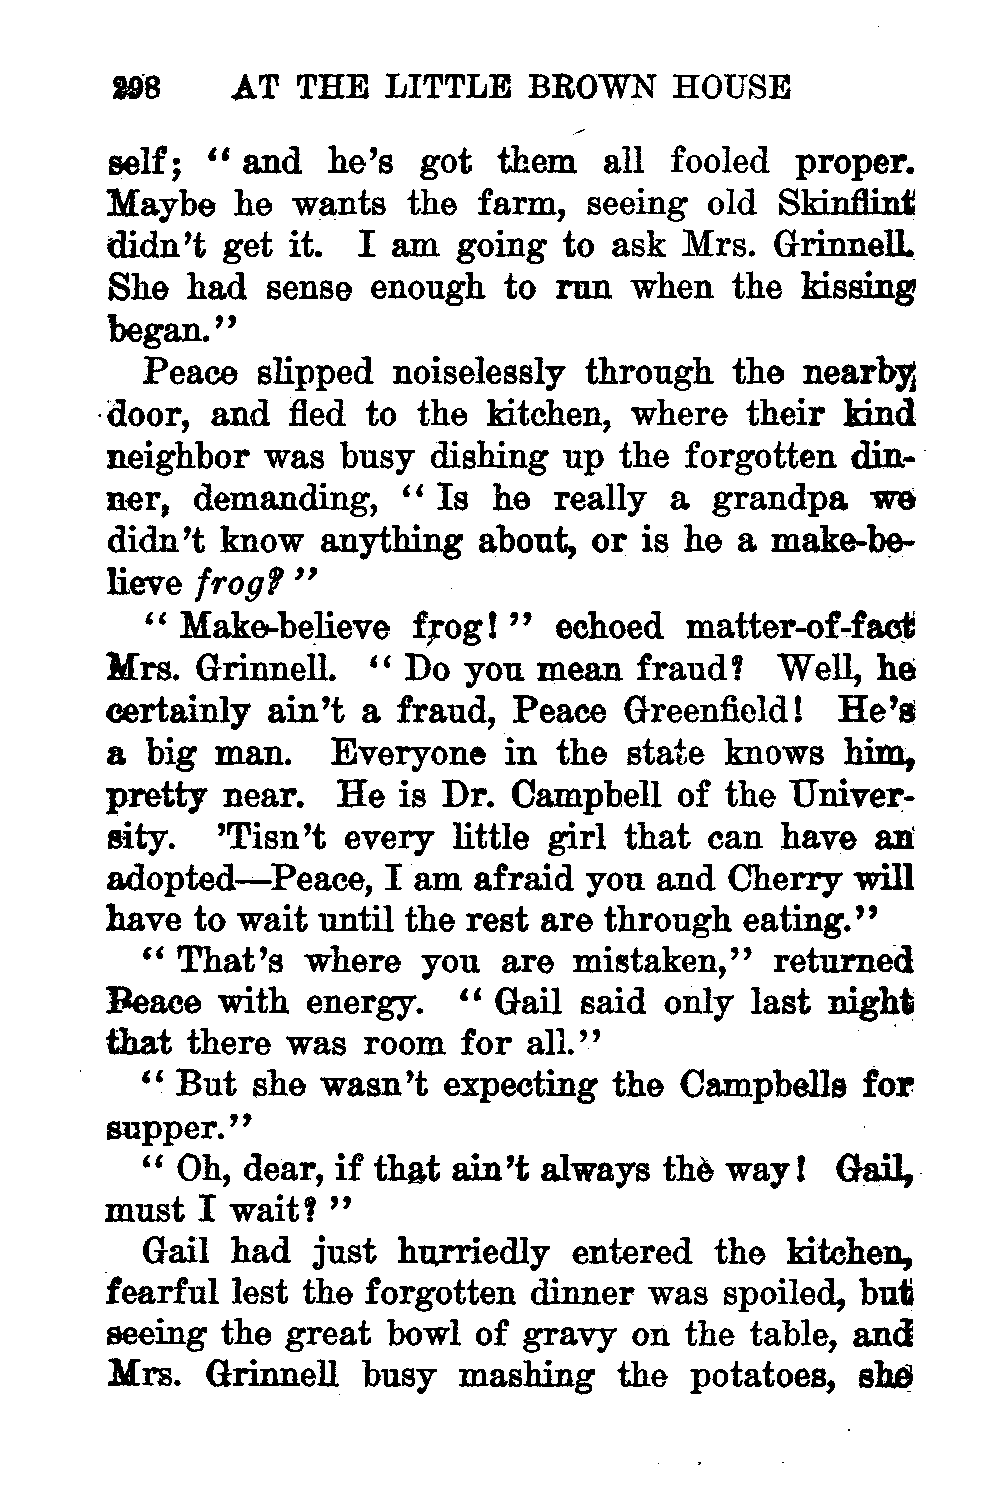 298 AT THE LITTLE BROWN HOUSE
self; “ and he’s got them all fooled proper.
Maybe he wants the farm, seeing old Skinflint
didn’t get it. I am going to ask Mrs. Grinnell.
She had sense enough to run when the kissing
began.”
Peace slipped noiselessly through the nearby
door, and fled to the kitchen, where their kind
neighbor was busy dishing up the forgotten din-
ner, demanding, “ Is he really a grandpa we
didn’t know anything about, or is he a make-be-
lieve frog? ”
“ Make-believe frog! ” echoed matter-of-fact
Mrs. Grinnell. “ Do you mean fraud? Well, he
certainly ain’t a fraud, Peace Greenfield! He’s
a big man. Everyone in the state knows him,
pretty near. He is Dr. Campbell of the Univer-
sity. ’Tisn’t every little girl that can have an
adopted—Peace, I am afraid you and Cherry will
have to wait until the rest are through eating.”
“ That’s where you are mistaken,” returned
Peace with energy. “ Gail said only last night
that there was room for all.”
“ But she wasn’t expecting the Campbells for
supper.”
“ Oh, dear, if that ain’t always the way! Gail,
must I wait? ”
Gail had just hurriedly entered the kitchen,
fearful lest the forgotten dinner was spoiled, but
seeing the great bowl of gravy on the table, and
Mrs. Grinnell busy mashing the potatoes, she